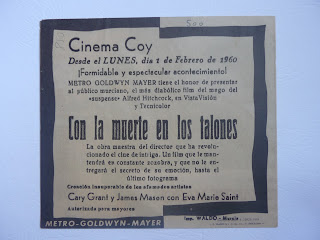 500
Cinema Coy
Desde el LUNES, dia 1 de Febrero de 1960
¡Formidable y espectacular acontecimiento!
METRO GOLDWYN MAYER tiene el honor de presentar
al público murciano, el más diabólico film del mago del
«suspense» Alfred Hitchcock, en VistaVisión
y Tecnicolor
Con la muerte en los talones
La obra maestra del director que ha revolu-
cionado el cine de intriga. Un film que le man-
tendrá en constante zozobra, y que no le en-
tregará el secreto de su emoción, hasta el
último fotograma
Creación insuperable de los afamados artistas
Cary Grant y James Mason con Eva Marie Saint
Autorizada para mayores
METRO-GOLDWYN-MAYER
Imp. WALDO - Murcia